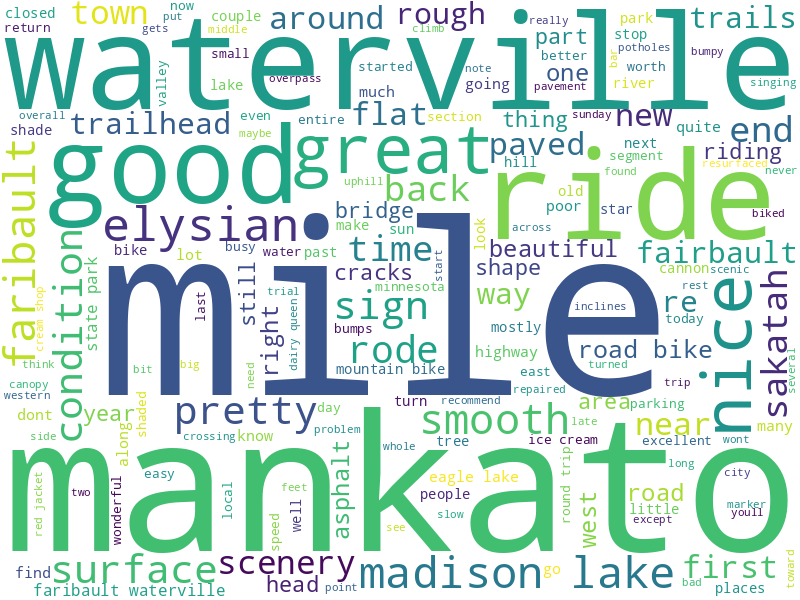 closed
town
now
put
gets
couple
middle
around
rough
climb
really
park
trails
return
waterville
small
lake
valley
overpass
started
much
note
going
part
one
stop
better
worth
bar
potholes
river
pavement
bumpy
singing
overall
shade
trailhead
even
maybe
entire
flat
section
thing
paved
sunday
new
quite
end
good
great
hill
next
segment
found
riding
resurfaced
never
faribault
uphill
back
ride
old
poor
star
biked
elysian
bridge
make
sun
look
across
bike
busy
water
past
time
beautiful
fairbault
condition
state park
lot
mile
cracks
shape
cannon
scenic
still
trial
minnesota
start
way
inclines
re
rest
today
nice
sakatah
cream shop
last
right
dairy queen
sign
bumps
mostly
highway
rode
east
turned
road bike
several
think
bit
big
need
mountain bike
repaired
trip
canopy
western
dont
year
shaded
pretty
day
turn
recommend
smooth
area
parking
near
many
side
along
crossing
know
problem
whole
tree
late
ice cream
excellent
wont
mankato
easy
asphalt
eagle lake
people
round trip
long
city
red jacket
two
wonderful
local
speed
feet
well
see
slow
west
road
little
except
marker
youll
surface
scenery
find
head
point
madison lake
go
first
bad
places
toward
faribault waterville